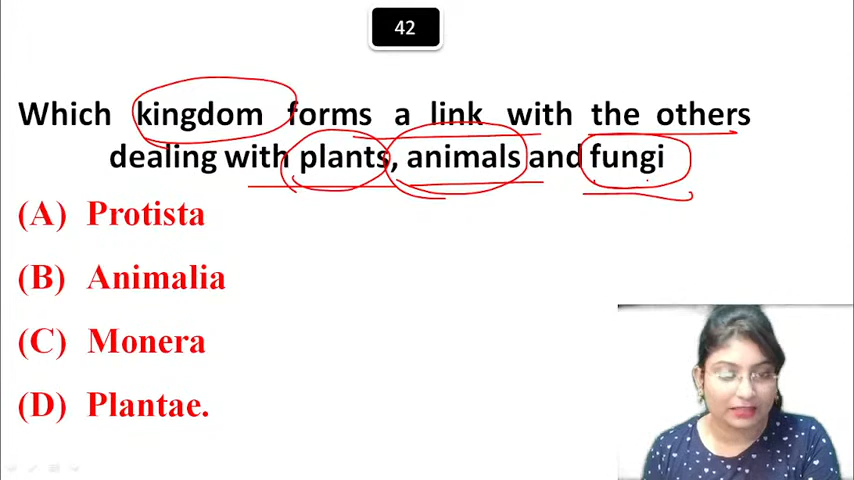 42
Which kingdom forms a link with the others
dealing with plants, animals and fungi
(A) Protista
(B) Animalia
(C) Monera
(D) Plantae.